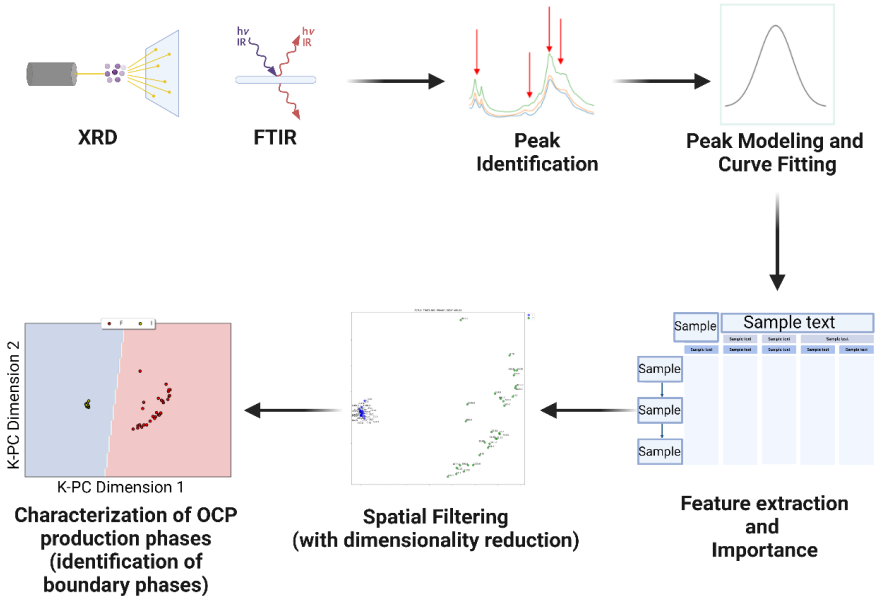 hν
IR
hν
IR
XRD
FTIR
Peak
Identification
Peak Modeling and
Curve Fitting
Sample
Sample text
Sample text
Sample text
Sample text
Sample text
Sample text
Sample text
Sample text
Sample text
Sample
Sample
Sample
Feature extraction
and
Importance
Spatial Filtering
(with dimensionality reduction)
F
I
K-PC Dimension 2
K-PC Dimension 1
Characterization of OCP
production phases
(identification of
boundary phases)